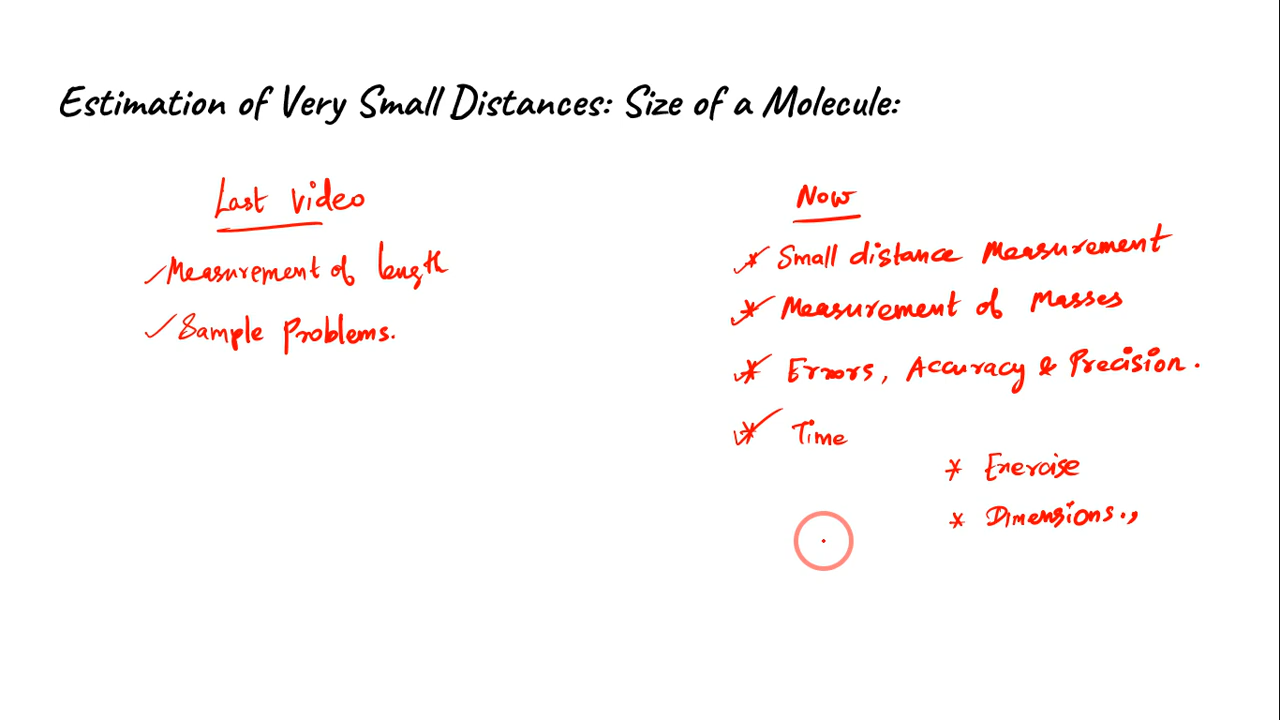 Estimation of Very Small Distances: Size of a Molecule:
Last video
Measurement of length
Sample Problems.
Now
* Small distance Measurement
* Measurement of Masses
* Errors, Accuracy & Precision.
* Time
* Exercise
* Dimensions.,